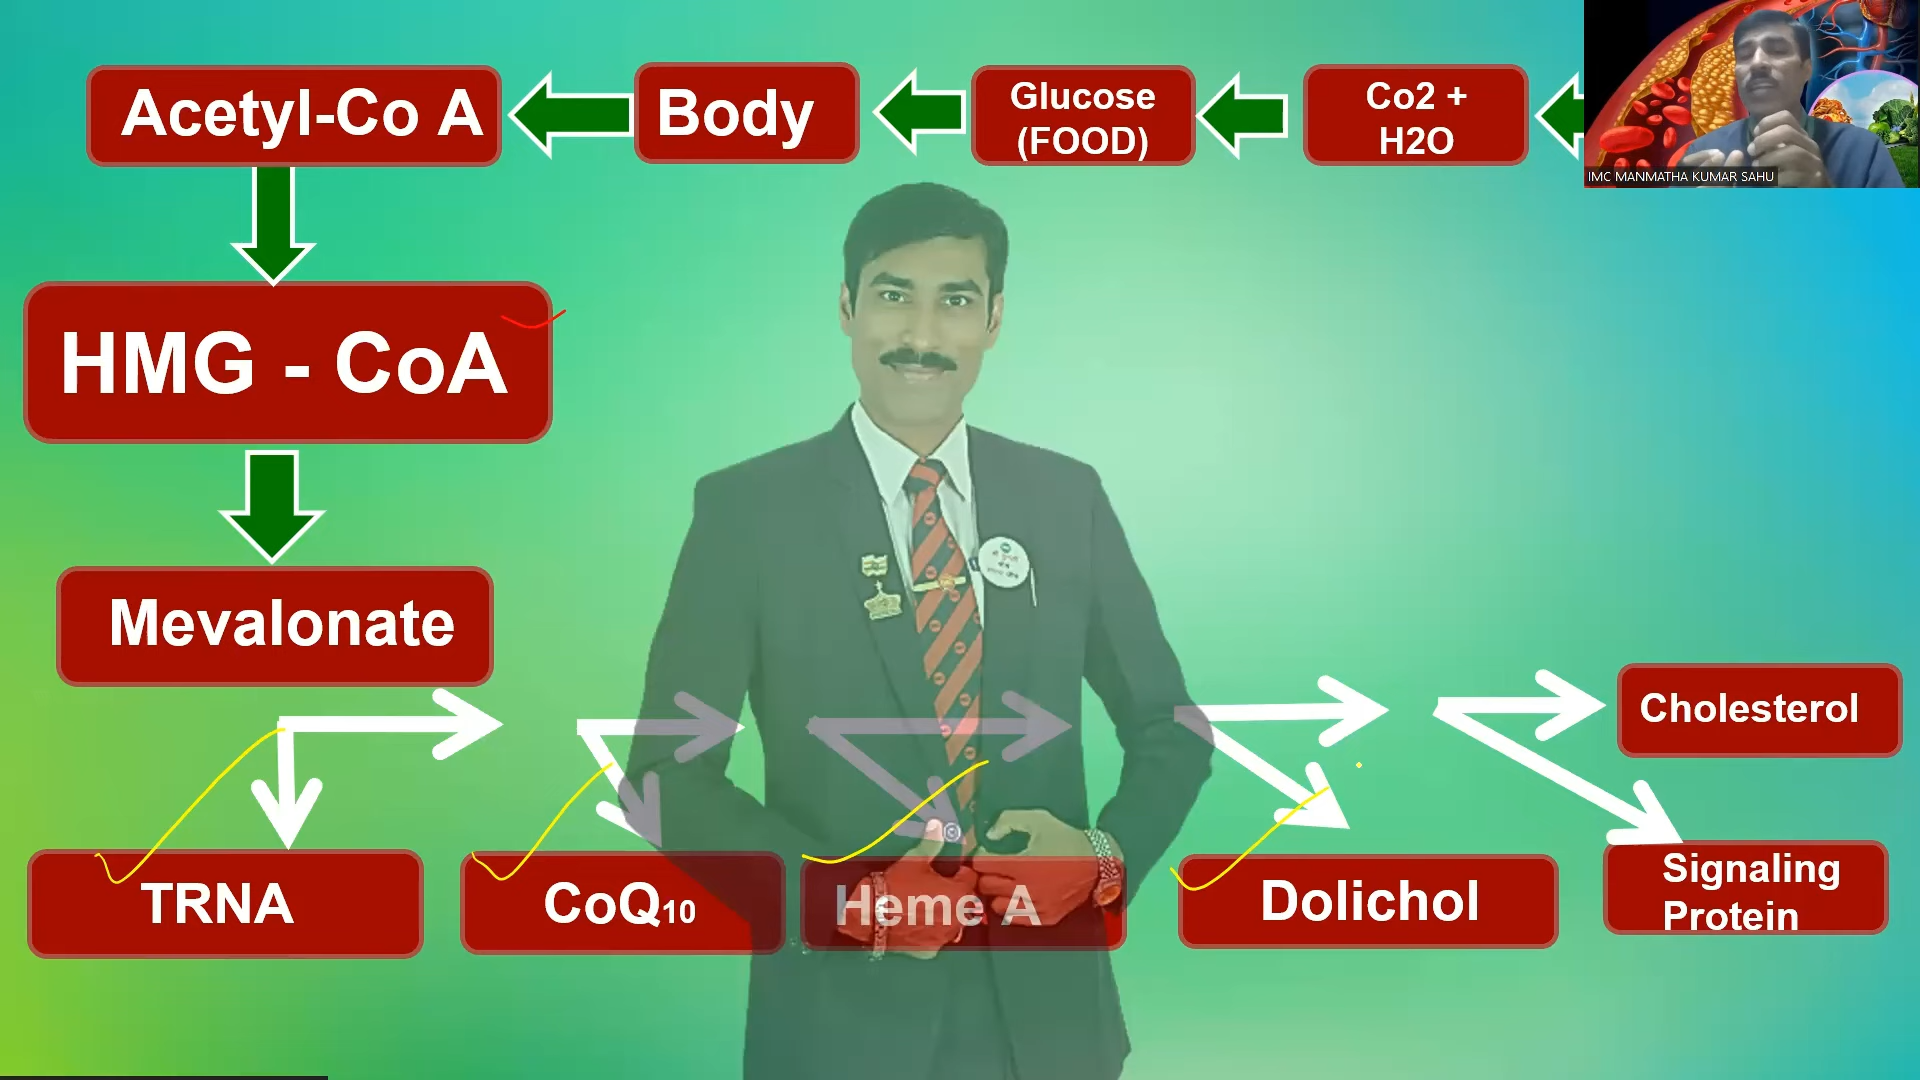 Acetyl-Co A
Body
Glucose
(FOOD)
Co2 +
H2O
IMC MANMATHA KUMAR SAHU
HMG - CoA
Mevalonate
Cholesterol
TRNA
CoQ10
Heme A
Dolichol
Signaling
Protein